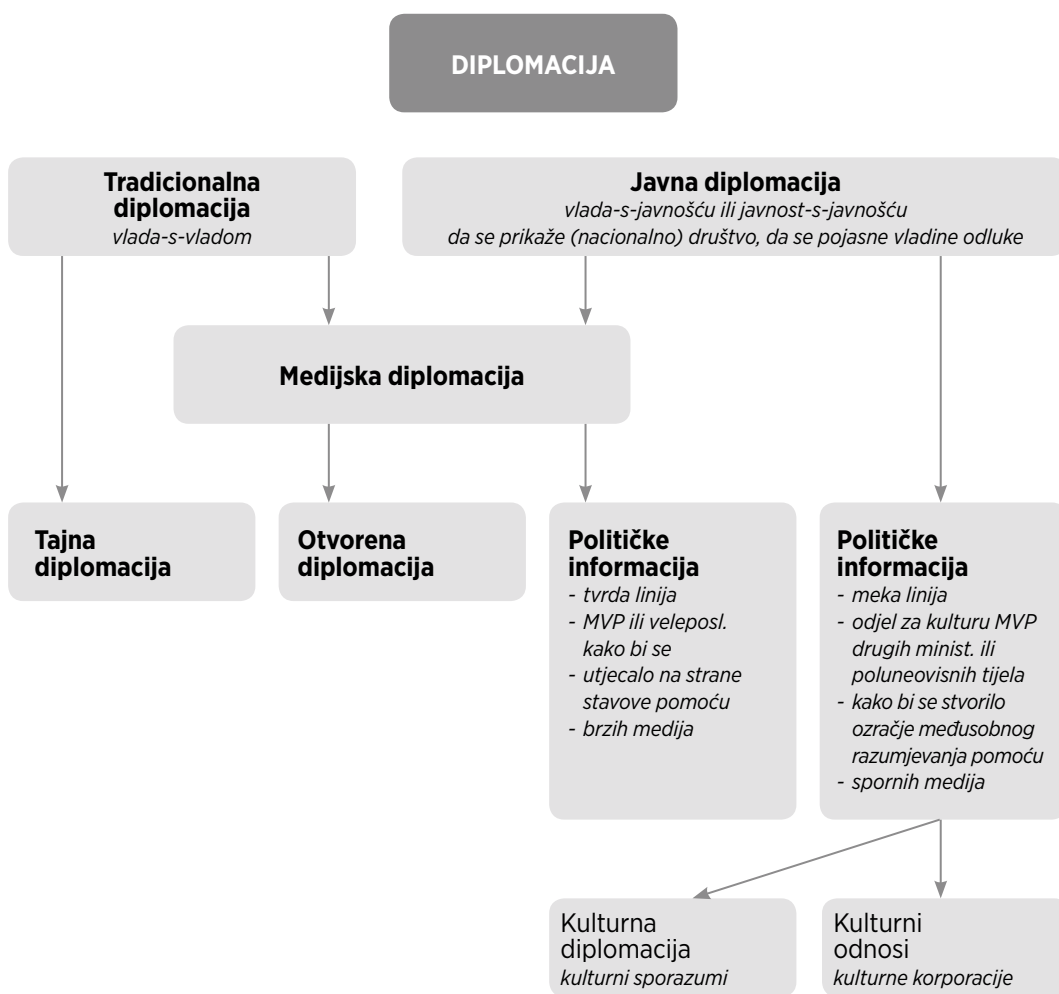 DIPLOMACIJA
Tradicionalna
diplomacija
vlada-s-vladom
Javna diplomacija
vlada-s-javnošću ili javnost-s-javnošću
da se prikaže (nacionalno) društvo, da se pojasne vladine odluke
Medijska diplomacija
Tajna
diplomacija
Otvorena
diplomacija
Političke
informacija
- tvrda linija
- MVP ili veleposl.
kako bi se
- utjecalo na strane
stavove pomoću
- brzih medija
Političke
informacija
- meka linija
- odjel za kulturu MVP
drugih minist. ili
poluneovisnih tijela
- kako bi se stvorilo
ozračje međusobnog
razumjevanja pomoću
- spornih medija
Kulturna
diplomacija
kulturni sporazumi
Kulturni
odnosi
kulturne korporacije